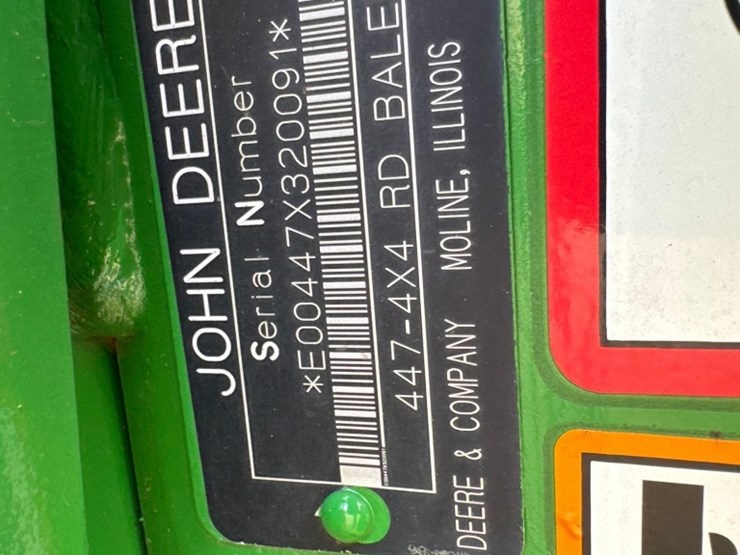 JOHN DEERE
Serial Number
*E00447X320091*
447-4X4 RD BALE
DEERE & COMPANY MOLINE, ILLINOIS